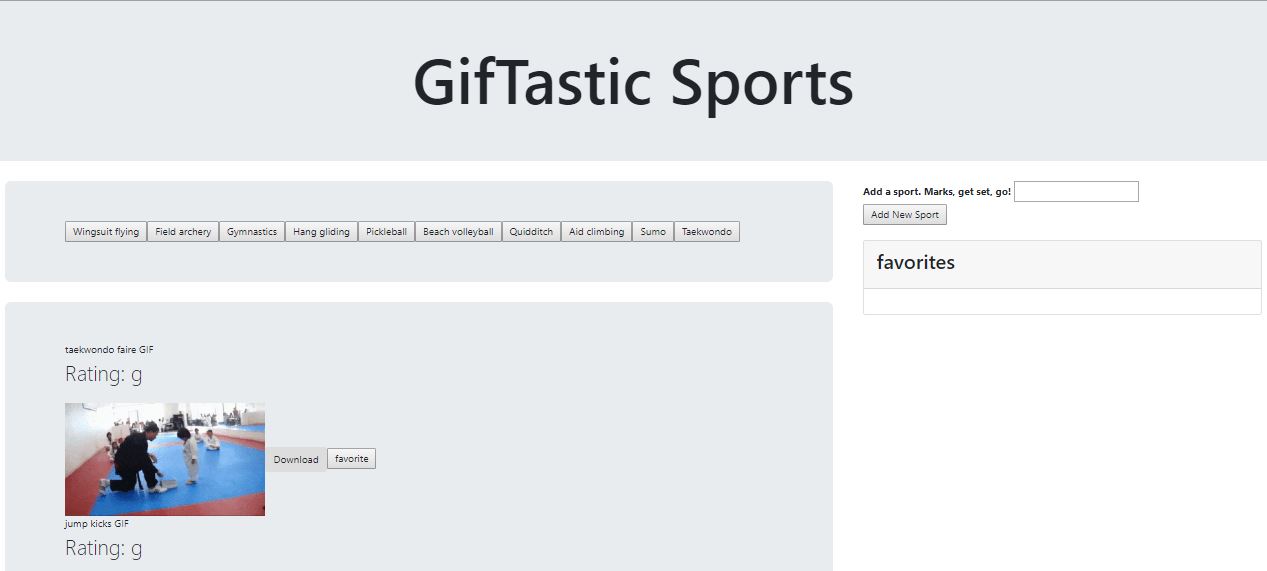 GifTastic Sports
Wingsuit flying Field archery Gymnastics Hang gliding Pickleball Beach volleyball Quidditch Aid climbing Sumo Taekwondo
taekwondo faire GIF
Rating: g
Download favorite
jump kicks GIF
Rating: g
Add a sport. Marks, get set, go!
Add New Sport
favorites